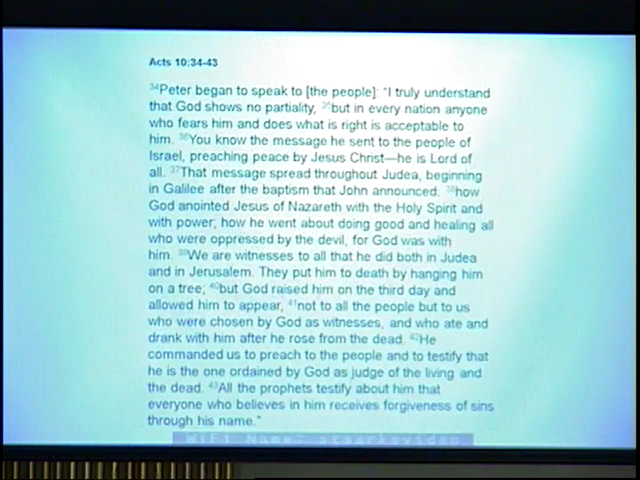 Acts 10:34-43
34Peter began to speak to [the people]: "I truly understand
that God shows no partiality, 35but in every nation anyone
who fears him and does what is right is acceptable to
him. 36You know the message he sent to the people of
Israel, preaching peace by Jesus Christ—he is Lord of
all. 37That message spread throughout Judea, beginning
in Galilee after the baptism that John announced. 38how
God anointed Jesus of Nazareth with the Holy Spirit and
with power; how he went about doing good and healing all
who were oppressed by the devil, for God was with
him. 39We are witnesses to all that he did both in Judea
and in Jerusalem. They put him to death by hanging him
on a tree; 40but God raised him on the third day and
allowed him to appear, 41not to all the people but to us
who were chosen by God as witnesses, and who ate and
drank with him after he rose from the dead. 42He
commanded us to preach to the people and to testify that
he is the one ordained by God as judge of the living and
the dead. 43All the prophets testify about him that
everyone who believes in him receives forgiveness of sins
through his name."
WiFi Name: